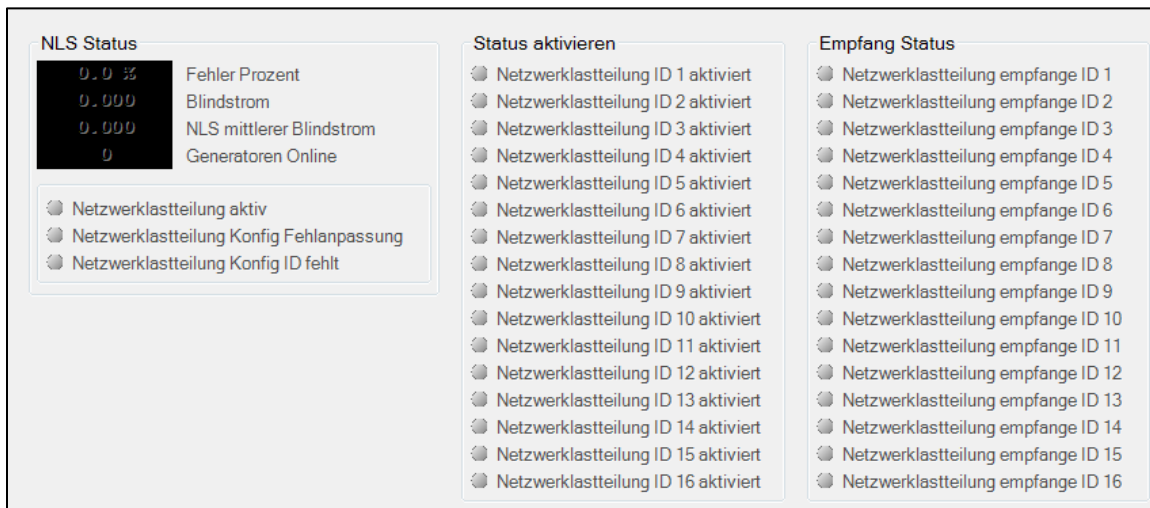 NLS Status
0.0 % Fehler Prozent
0.000 Blindstrom
0.000 NLS mittlerer Blindstrom
0 Generatoren Online
Netzwerklastteilung aktiv
Netzwerklastteilung Konfig Fehlanpassung
Netzwerklastteilung Konfig ID fehlt
Status aktivieren
Netzwerklastteilung ID 1 aktiviert
Netzwerklastteilung ID 2 aktiviert
Netzwerklastteilung ID 3 aktiviert
Netzwerklastteilung ID 4 aktiviert
Netzwerklastteilung ID 5 aktiviert
Netzwerklastteilung ID 6 aktiviert
Netzwerklastteilung ID 7 aktiviert
Netzwerklastteilung ID 8 aktiviert
Netzwerklastteilung ID 9 aktiviert
Netzwerklastteilung ID 10 aktiviert
Netzwerklastteilung ID 11 aktiviert
Netzwerklastteilung ID 12 aktiviert
Netzwerklastteilung ID 13 aktiviert
Netzwerklastteilung ID 14 aktiviert
Netzwerklastteilung ID 15 aktiviert
Netzwerklastteilung ID 16 aktiviert
Empfang Status
Netzwerklastteilung empfange ID 1
Netzwerklastteilung empfange ID 2
Netzwerklastteilung empfange ID 3
Netzwerklastteilung empfange ID 4
Netzwerklastteilung empfange ID 5
Netzwerklastteilung empfange ID 6
Netzwerklastteilung empfange ID 7
Netzwerklastteilung empfange ID 8
Netzwerklastteilung empfange ID 9
Netzwerklastteilung empfange ID 10
Netzwerklastteilung empfange ID 11
Netzwerklastteilung empfange ID 12
Netzwerklastteilung empfange ID 13
Netzwerklastteilung empfange ID 14
Netzwerklastteilung empfange ID 15
Netzwerklastteilung empfange ID 16